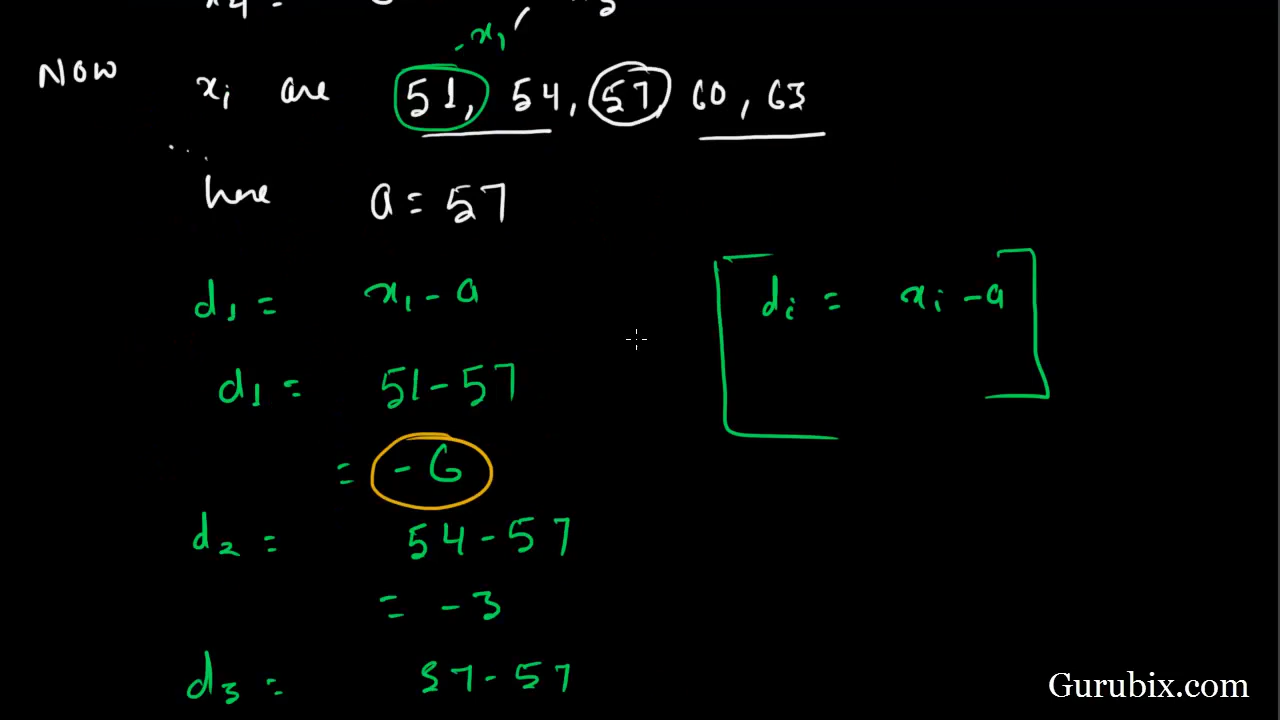 x₁
Now xᵢ are 51, 54, 57, 60, 63
here a = 57
d₁ = x₁ - a
dᵢ = xᵢ - a
d₁ = 51 - 57
= -6
d₂ = 54 - 57
= -3
d₃ = 57 - 57
Gurubix.com